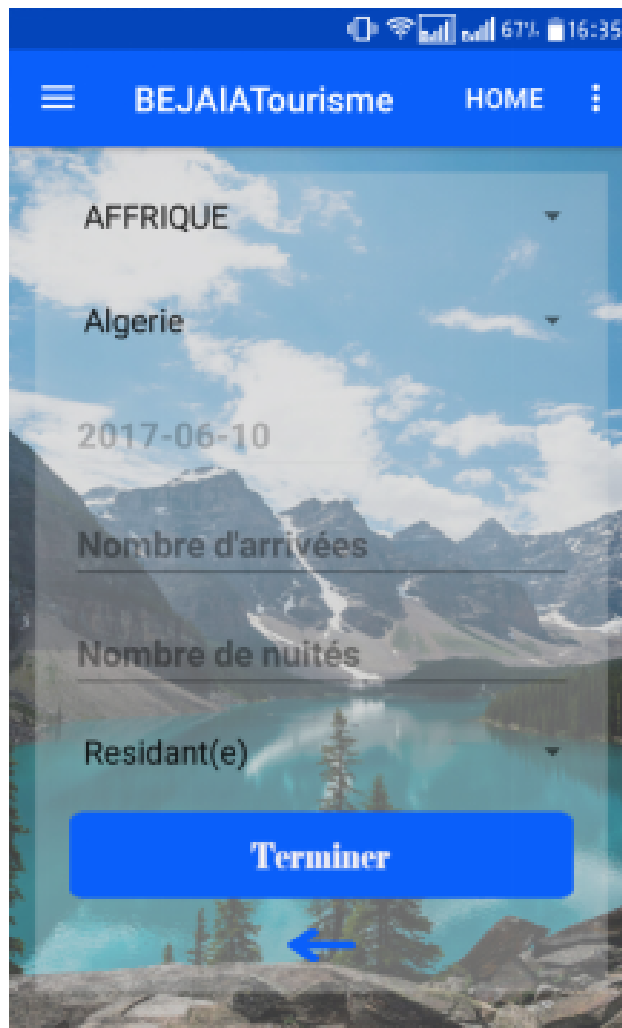 67% 16:35
BEJAIATourisme HOME
AFFRIQUE
Algerie
2017-06-10
Nombre d'arrivées
Nombre de nuités
Residant(e)
Terminer